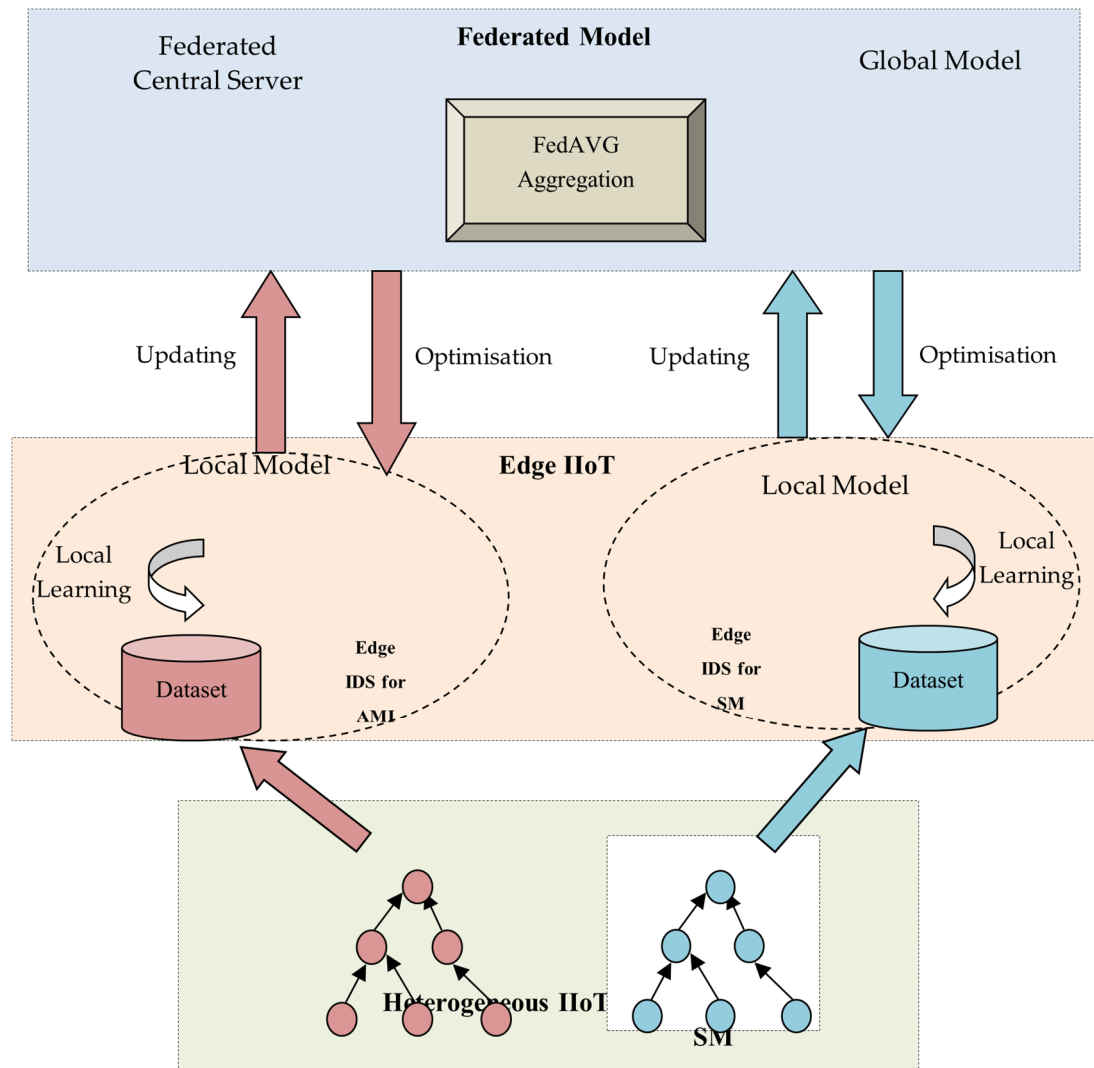 Federated Model
Federated
Central Server
Global Model
FedAVG
Aggregation
Updating
Optimisation
Updating
Optimisation
Edge IIoT
Local Model
Local Model
Local
Learning
Local
Learning
Edge
IDS for
AMI
Edge
IDS for
SM
Dataset
Dataset
Heterogeneous IIoT
SM